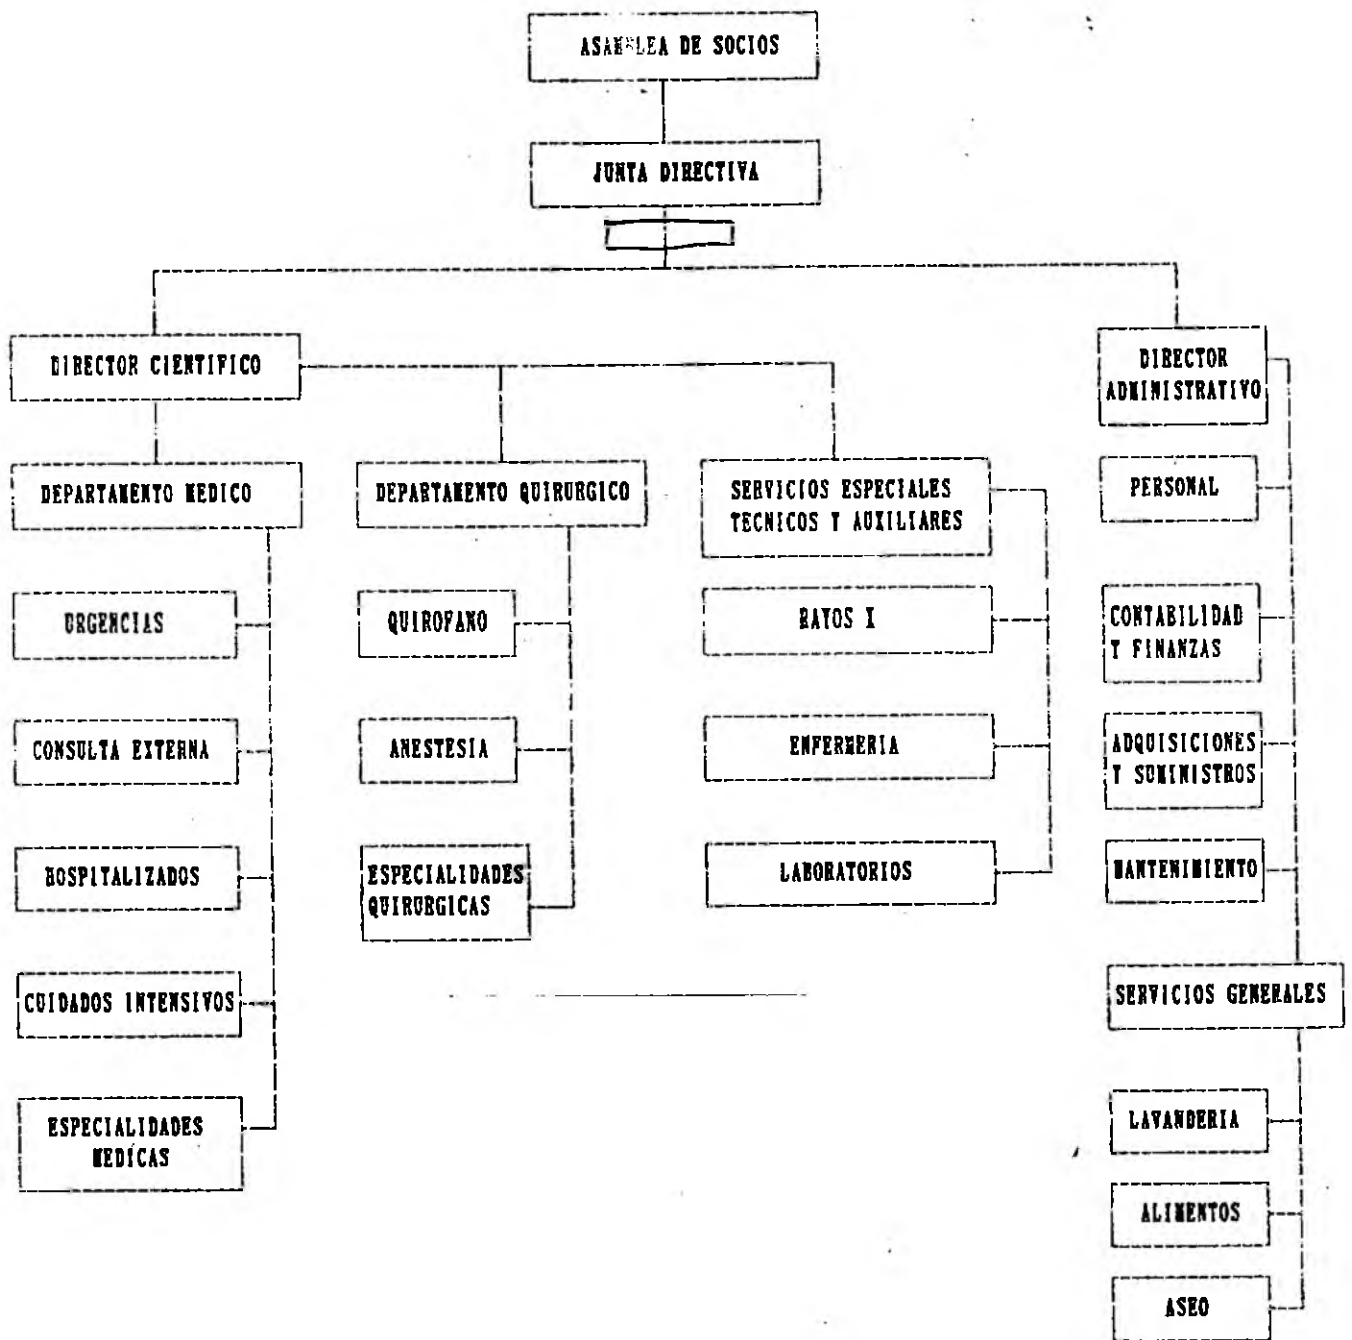 ASAMBLEA DE SOCIOS
JUNTA DIRECTIVA
DIRECTOR CIENTIFICO
DIRECTOR
ADMINISTRATIVO
DEPARTAMENTO MEDICO
DEPARTAMENTO QUIRURGICO
SERVICIOS ESPECIALES
TECNICOS Y AUXILIARES
PERSONAL
URGENCIAS
QUIROFANO
RAYOS X
CONTABILIDAD
Y FINANZAS
CONSULTA EXTERNA
ANESTESIA
ENFERMERIA
ADQUISICIONES
Y SUMINISTROS
HOSPITALIZADOS
ESPECIALIDADES
QUIRURGICAS
LABORATORIOS
MANTENIMIENTO
CUIDADOS INTENSIVOS
SERVICIOS GENERALES
ESPECIALIDADES
MEDICAS
LAVANDERIA
ALIMENTOS
ASEO